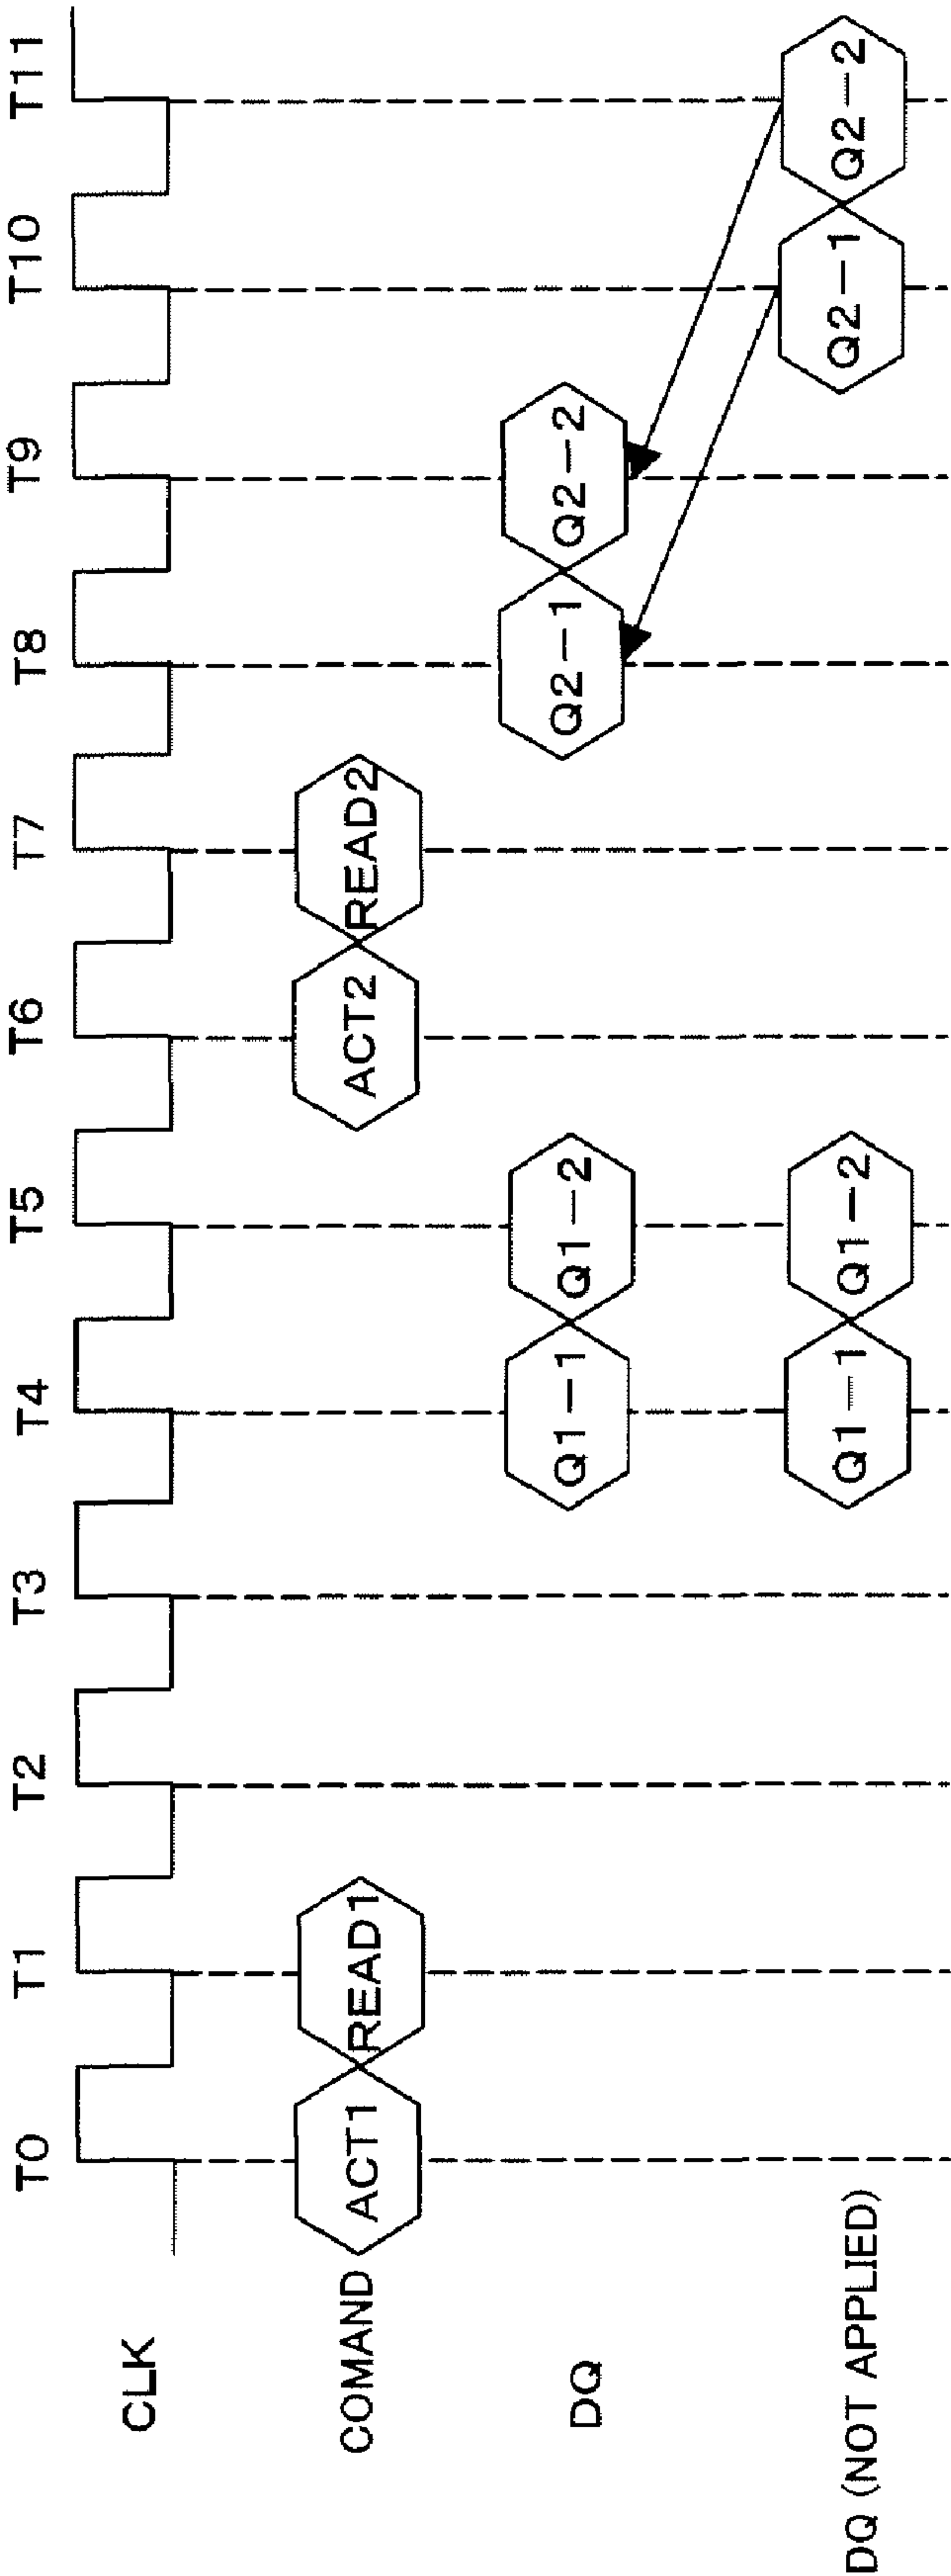 T0 T1 T2 T3 T4 T5 T6 T7 T8 T9 T10 T11
CLK
COMAND ACT1 READ1 ACT2 READ2
DQ Q1-1 Q1-2 Q2-1 Q2-2
DQ (NOT APPLIED) Q1-1 Q1-2 Q2-1 Q2-2